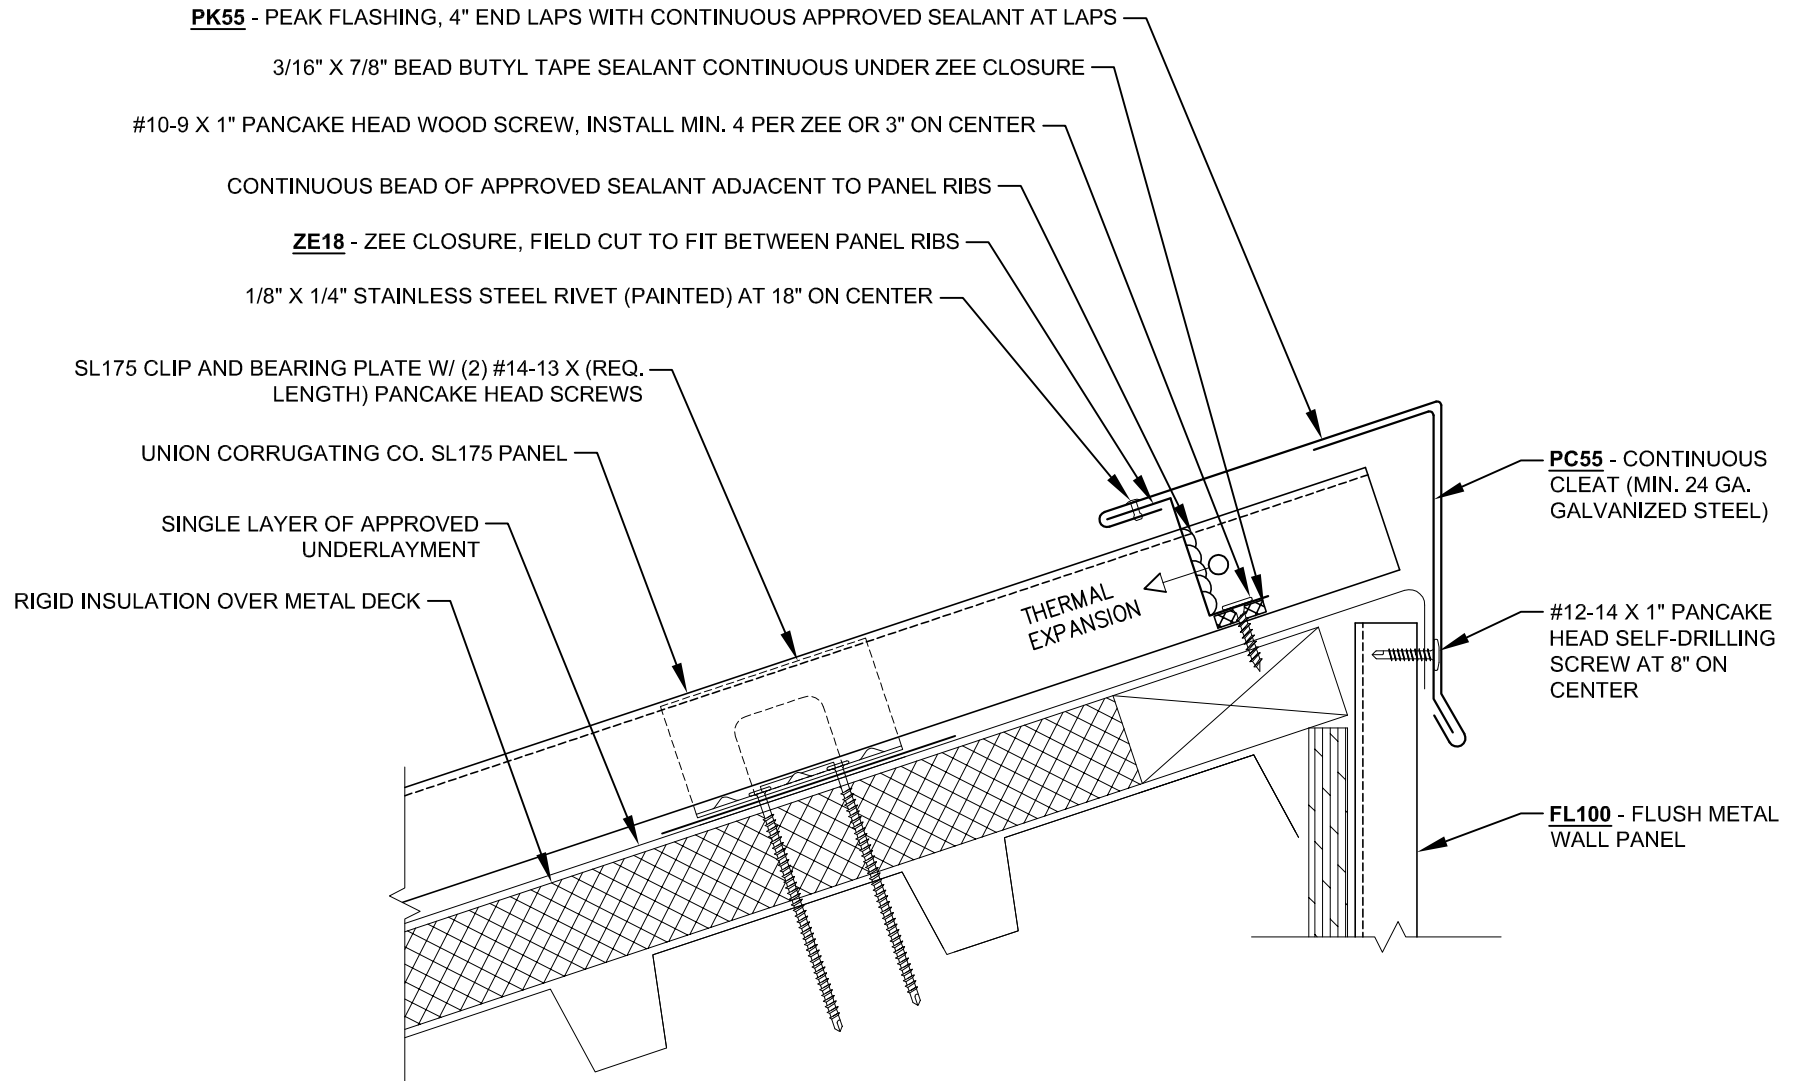 PK55 - PEAK FLASHING, 4" END LAPS WITH CONTINUOUS APPROVED SEALANT AT LAPS
3/16" X 7/8" BEAD BUTYL TAPE SEALANT CONTINUOUS UNDER ZEE CLOSURE
#10-9 X 1" PANCAKE HEAD WOOD SCREW, INSTALL MIN. 4 PER ZEE OR 3" ON CENTER
CONTINUOUS BEAD OF APPROVED SEALANT ADJACENT TO PANEL RIBS
ZE18 - ZEE CLOSURE, FIELD CUT TO FIT BETWEEN PANEL RIBS
1/8" X 1/4" STAINLESS STEEL RIVET (PAINTED) AT 18" ON CENTER
SL175 CLIP AND BEARING PLATE W/ (2) #14-13 X (REQ.
LENGTH) PANCAKE HEAD SCREWS
UNION CORRUGATING CO. SL175 PANEL
SINGLE LAYER OF APPROVED
UNDERLAYMENT
RIGID INSULATION OVER METAL DECK
THERMAL
EXPANSION
PC55 - CONTINUOUS
CLEAT (MIN. 24 GA.
GALVANIZED STEEL)
#12-14 X 1" PANCAKE
HEAD SELF-DRILLING
SCREW AT 8" ON
CENTER
FL100 - FLUSH METAL
WALL PANEL